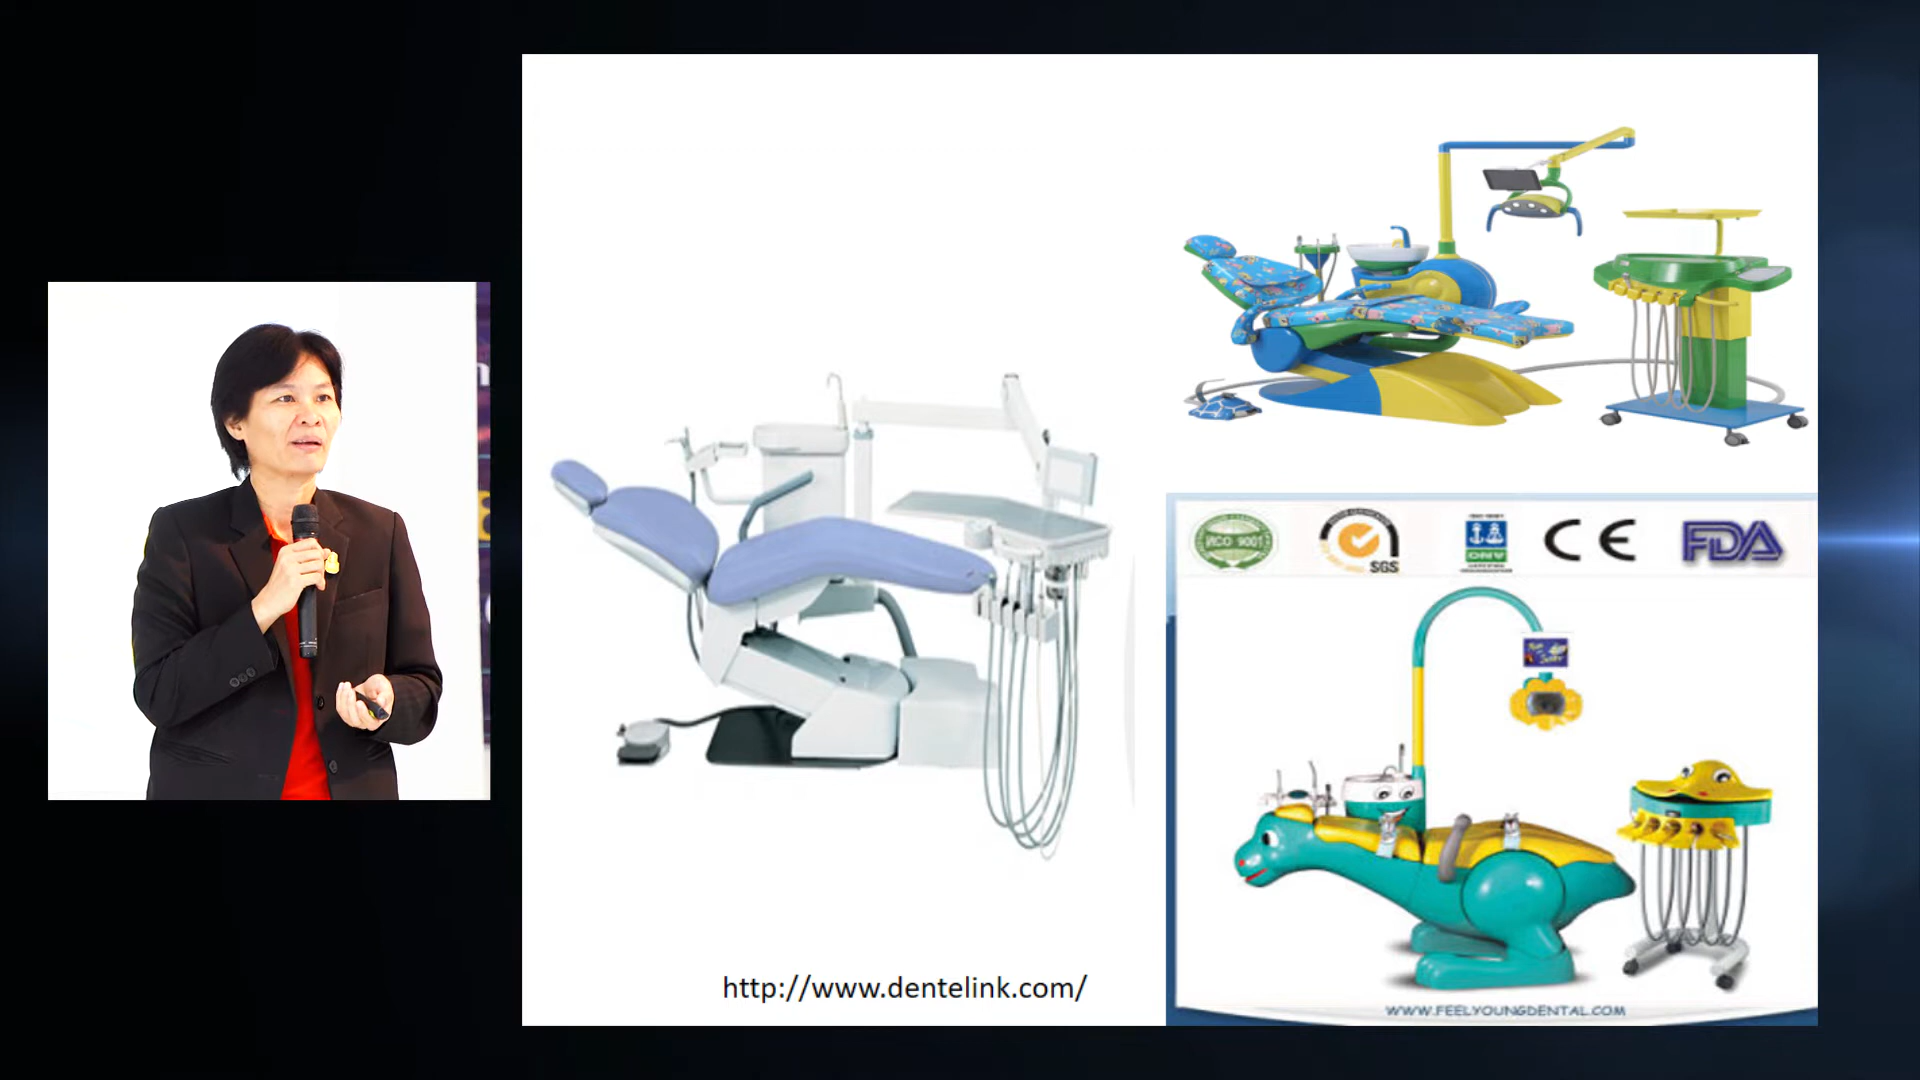 ISO 9001
SGS
DNV
CE
FDA
http://www.dentelink.com/
WWW.FEELYOUNGDENTAL.COM